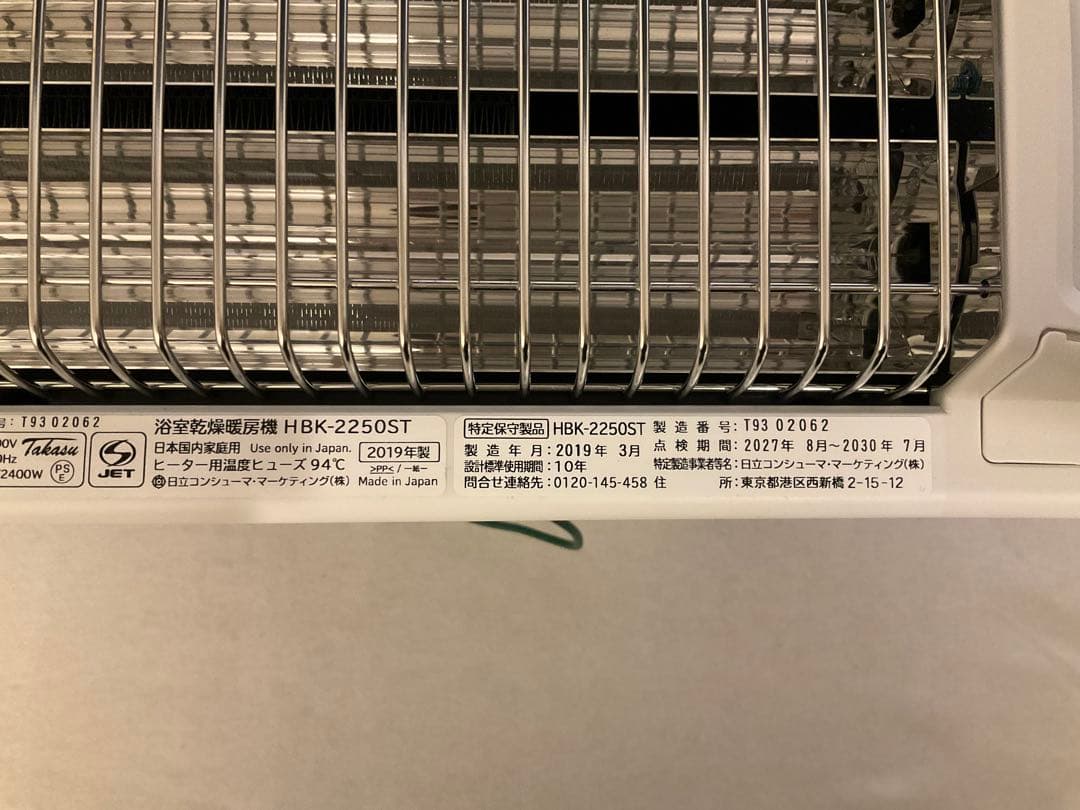 号：T93 02062
00V
0Hz
2400W
Takasu
PS
E
JET
浴室乾燥暖房機 HBK-2250ST
日本国内家庭用 Use only in Japan.
ヒーター用温度ヒューズ 94℃
日立コンシューマ・マーケティング(株) Made in Japan
2019年製
>PP< / 一紙一
特定保守製品 HBK-2250ST
製造年月：2019年 3月
設計標準使用期間：10年
問合せ連絡先：0120-145-458
製造番号：T93 02062
点検期間：2027年 8月～2030年 7月
特定製造事業者等名：日立コンシューマ・マーケティング(株)
住所：東京都港区西新橋 2-15-12